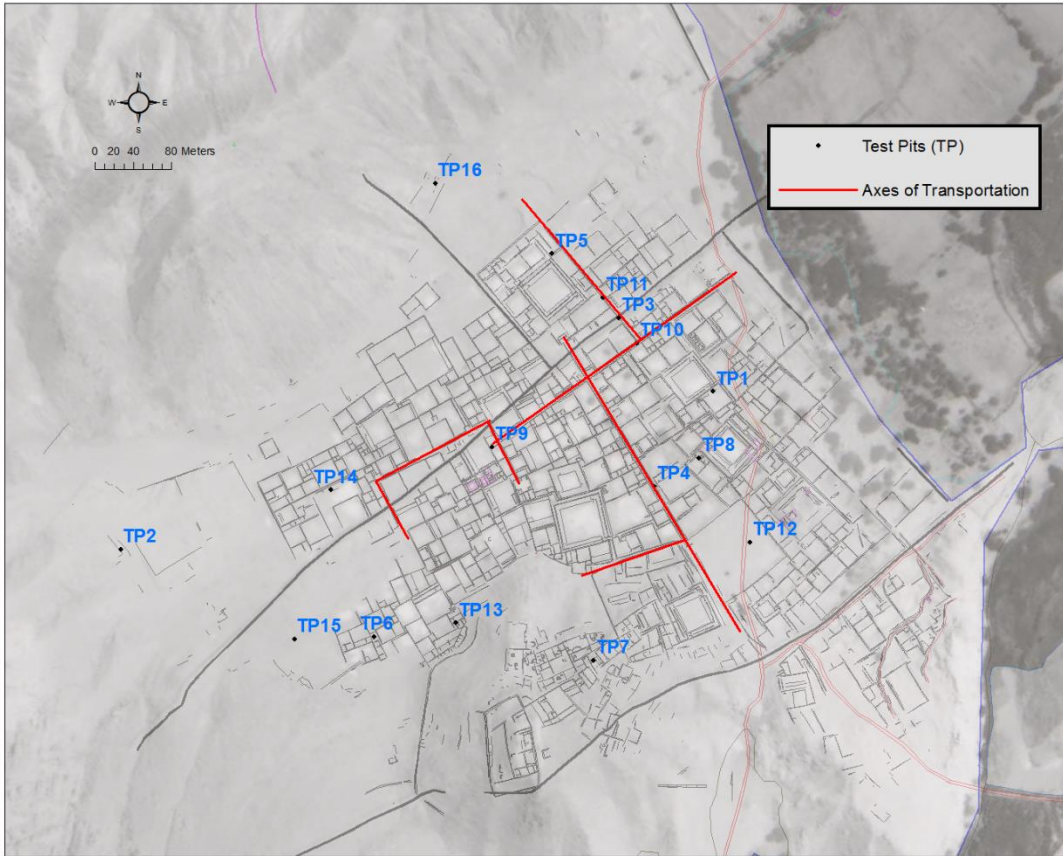 N
W E
S
0 20 40 80 Meters
Test Pits (TP)
Axes of Transportation
TP16
TP5
TP11
TP3
TP10
TP1
TP9
TP8
TP14
TP4
TP2
TP12
TP13
TP15
TP6
TP7